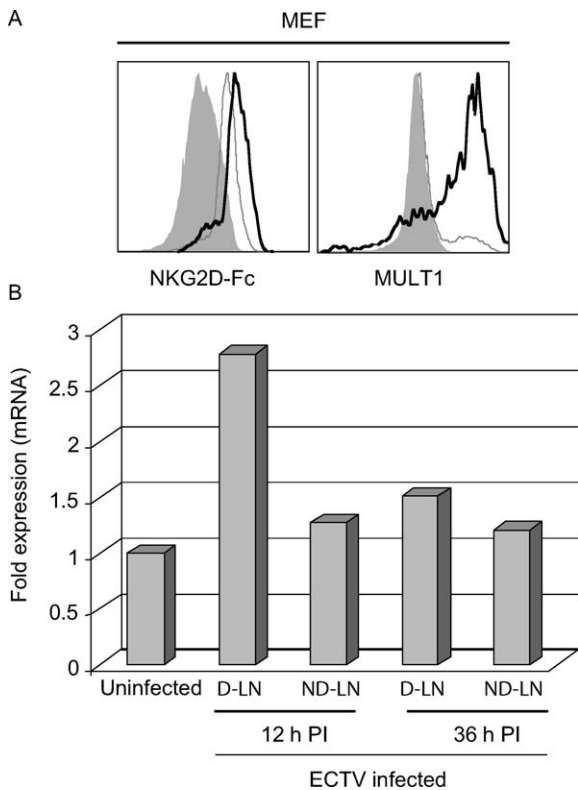 A
MEF
NKG2D-Fc
MULT1
B
Fold expression (mRNA)
3
2.5
2
1.5
1
0.5
0
Uninfected D-LN ND-LN D-LN ND-LN
12 h PI 36 h PI
ECTV infected